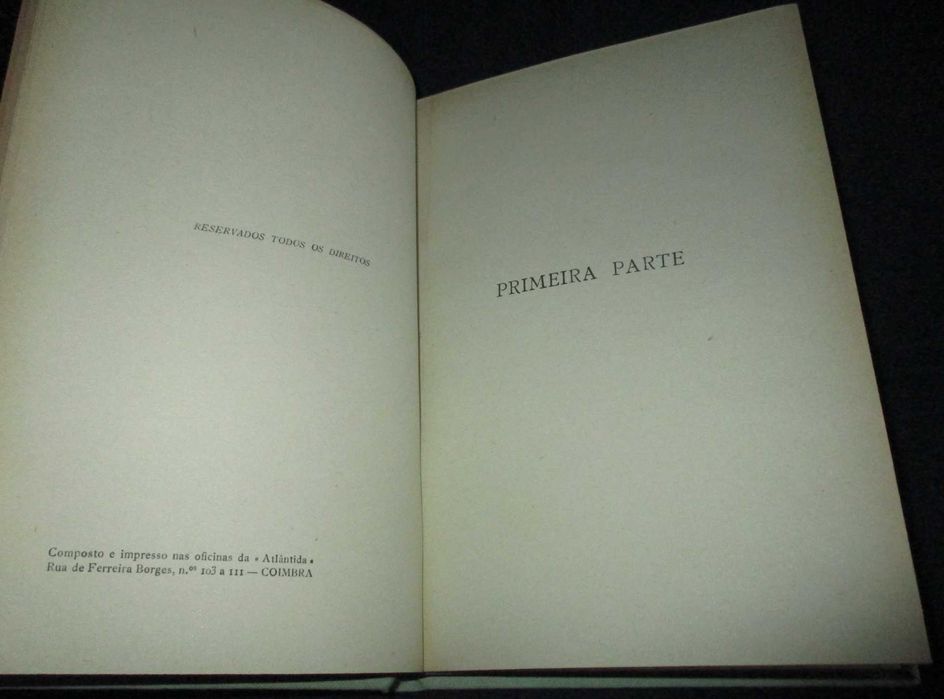 RESERVADOS TODOS OS DIREITOS
Composto e impresso nas oficinas da «Atlântida»
Rua de Ferreira Borges, n.os 103 a 111 — COIMBRA
PRIMEIRA PARTE